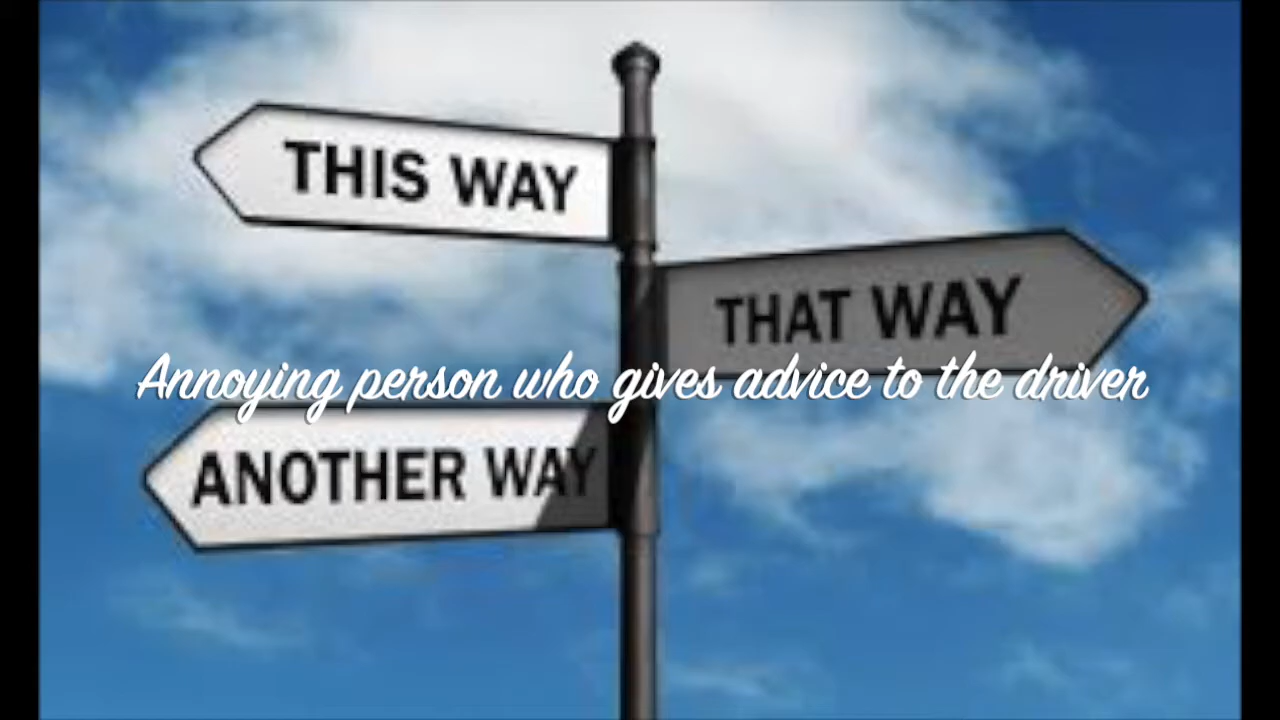 THIS WAY
THAT WAY
Annoying person who gives advice to the driver
ANOTHER WAY